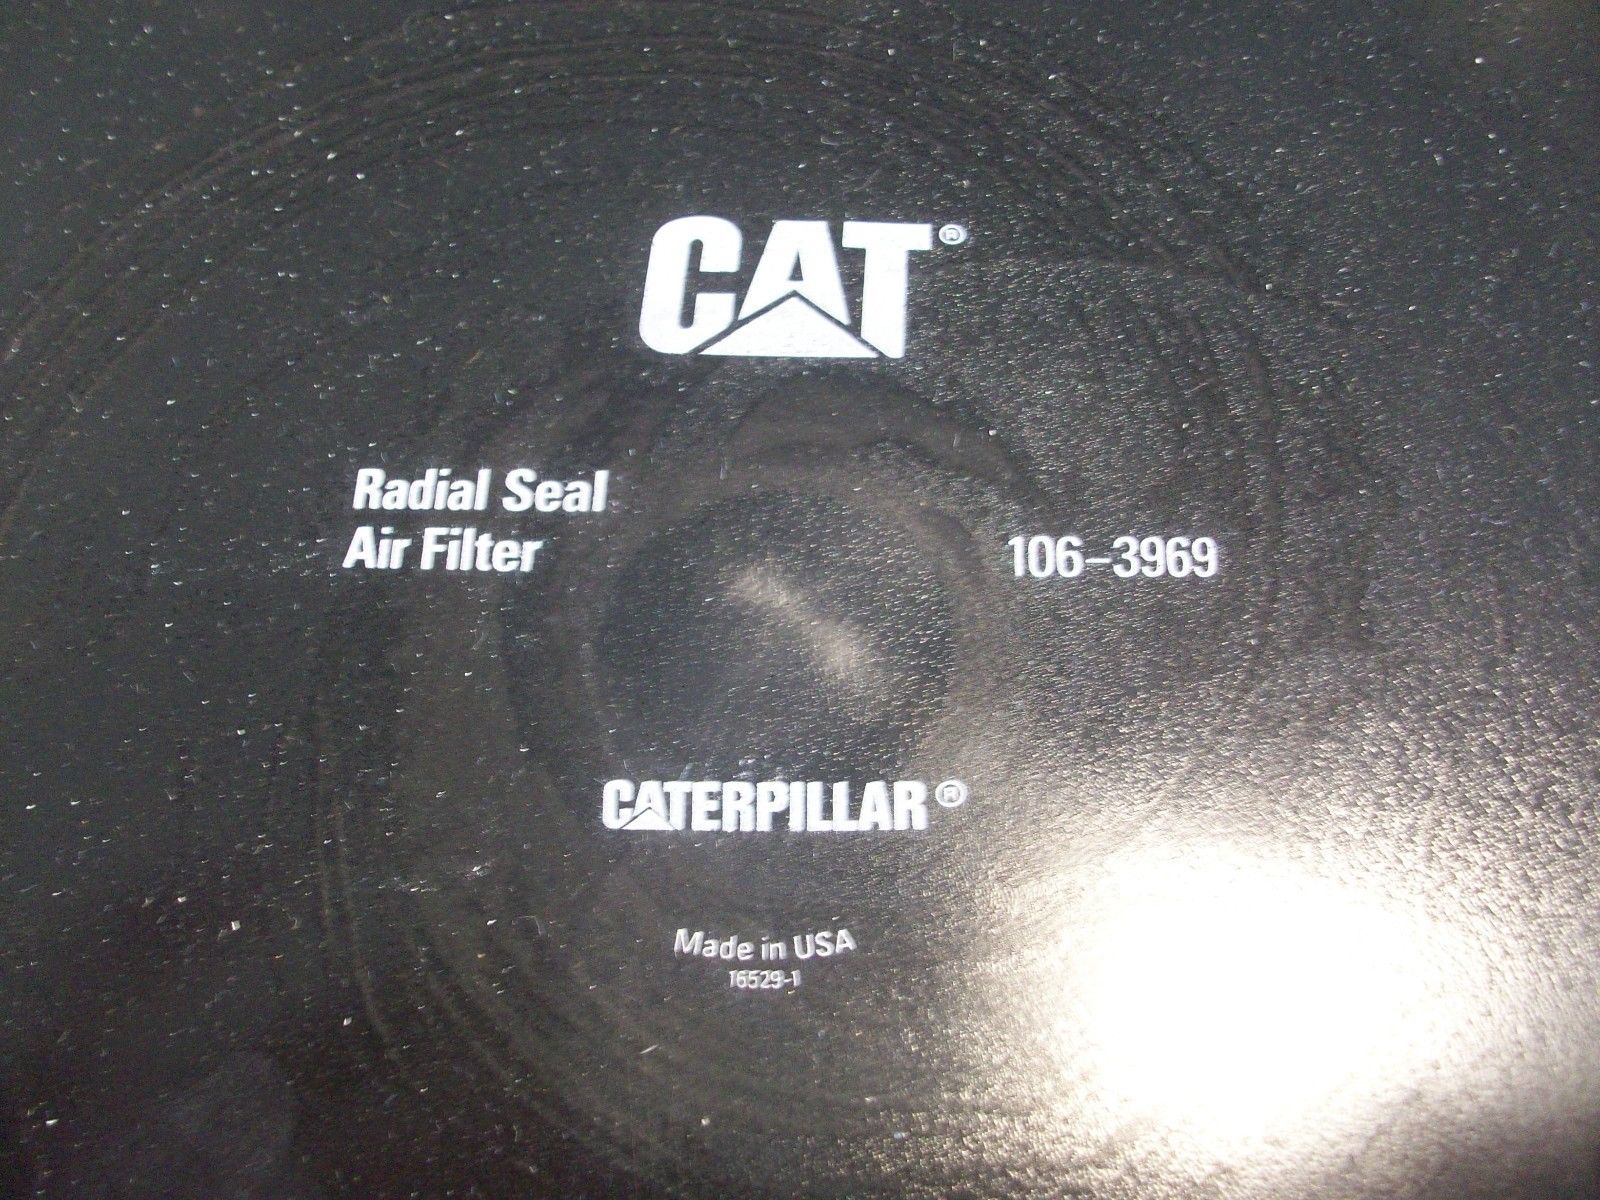 CAT®
Radial Seal
Air Filter
106-3969
CATERPILLAR®
Made in USA
16529-1